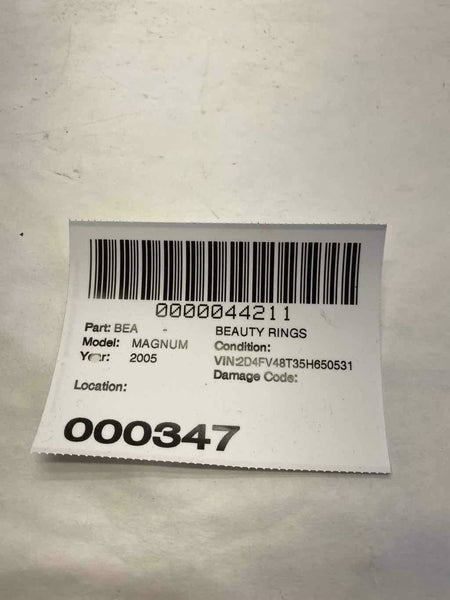 0000044211
Part: BEA - BEAUTY RINGS
Model: MAGNUM Condition:
Year: 2005 VIN:2D4FV48T35H650531
Damage Code:
Location:
000347